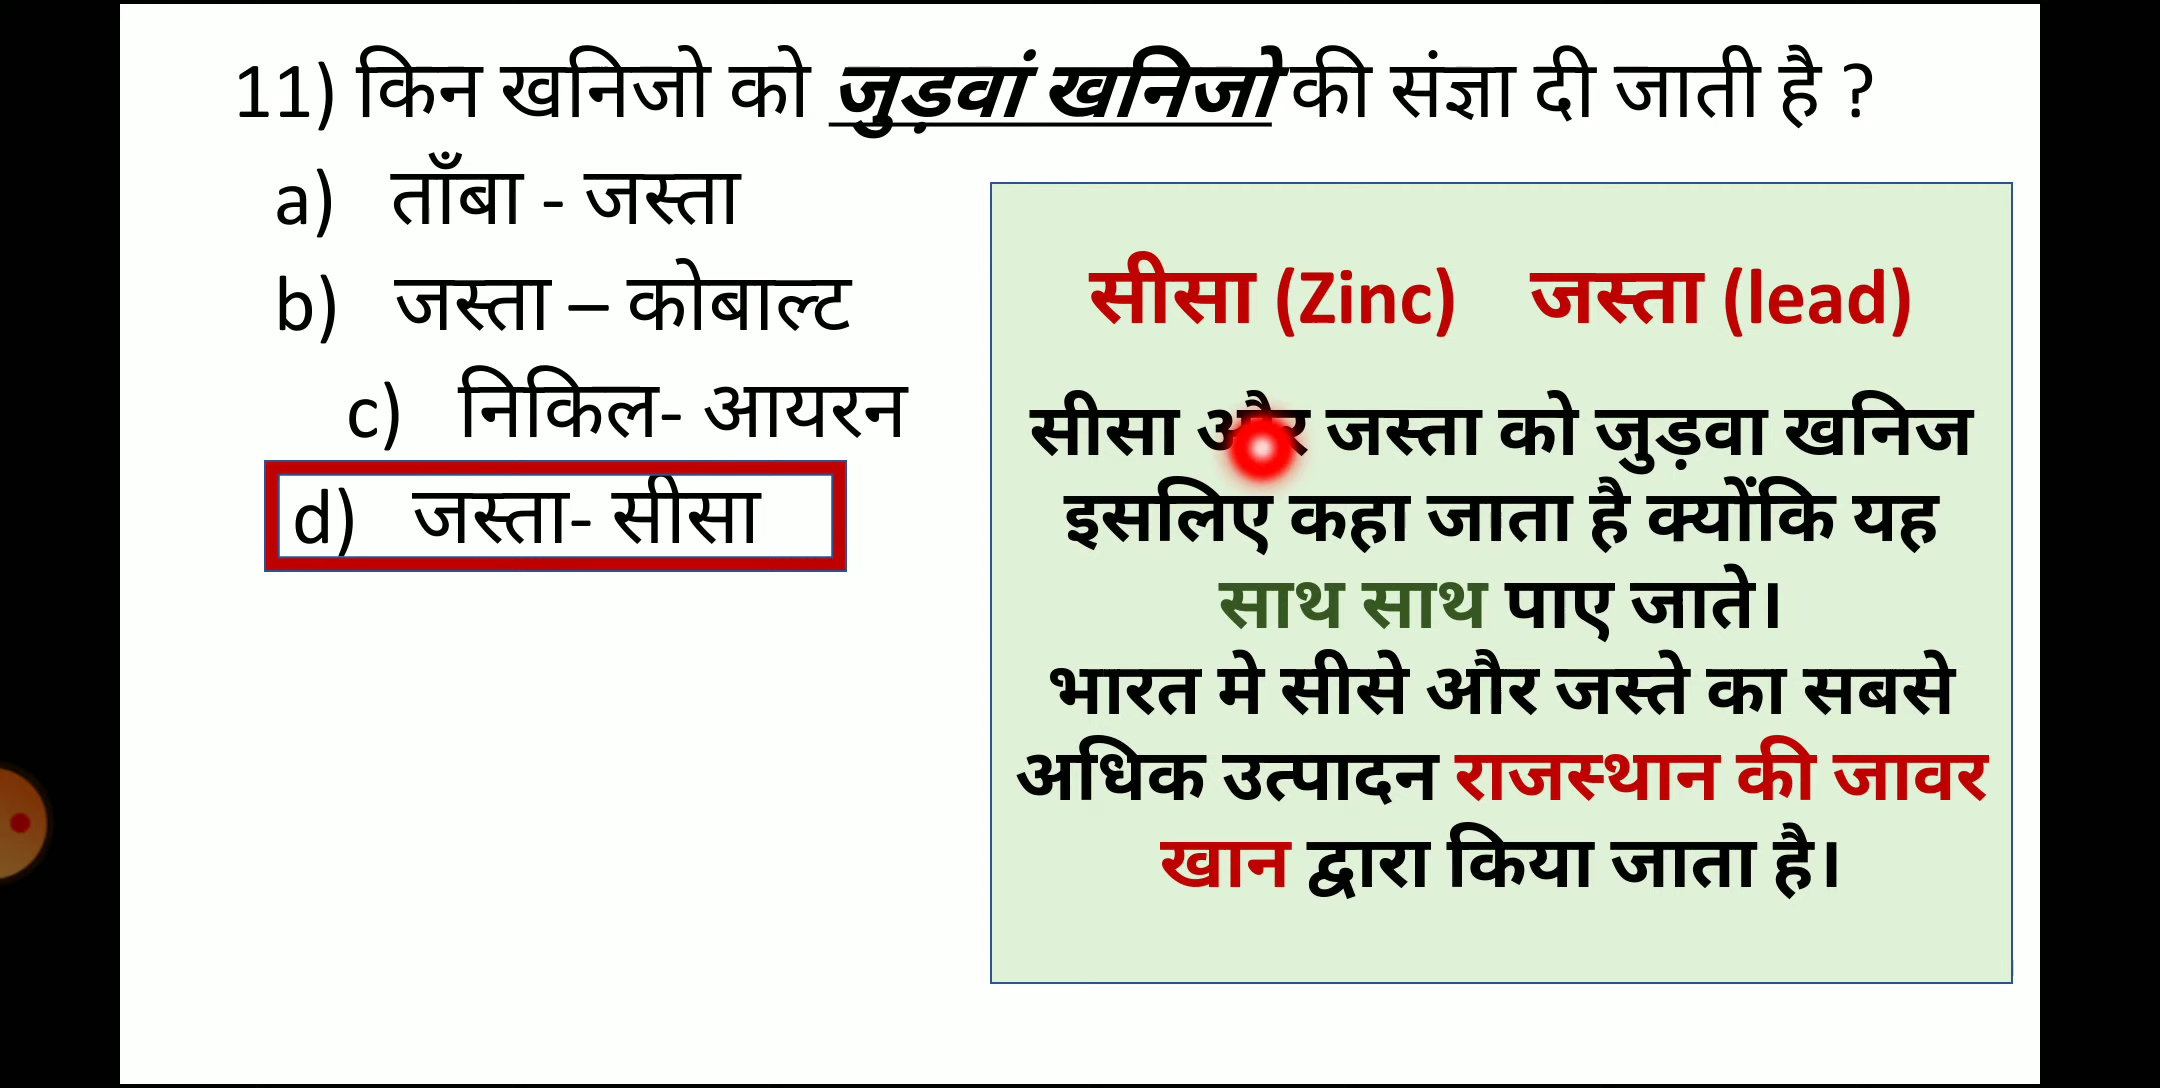 11) किन खनिजो को जुड़वां खनिजो की संज्ञा दी जाती है ?
a) ताँबा - जस्ता
b) जस्ता – कोबाल्ट
c) निकिल- आयरन
d) जस्ता- सीसा
सीसा (Zinc) जस्ता (lead)
सीसा और जस्ता को जुड़वा खनिज
इसलिए कहा जाता है क्योंकि यह
साथ साथ पाए जाते।
भारत मे सीसे और जस्ते का सबसे
अधिक उत्पादन राजस्थान की जावर
खान द्वारा किया जाता है।